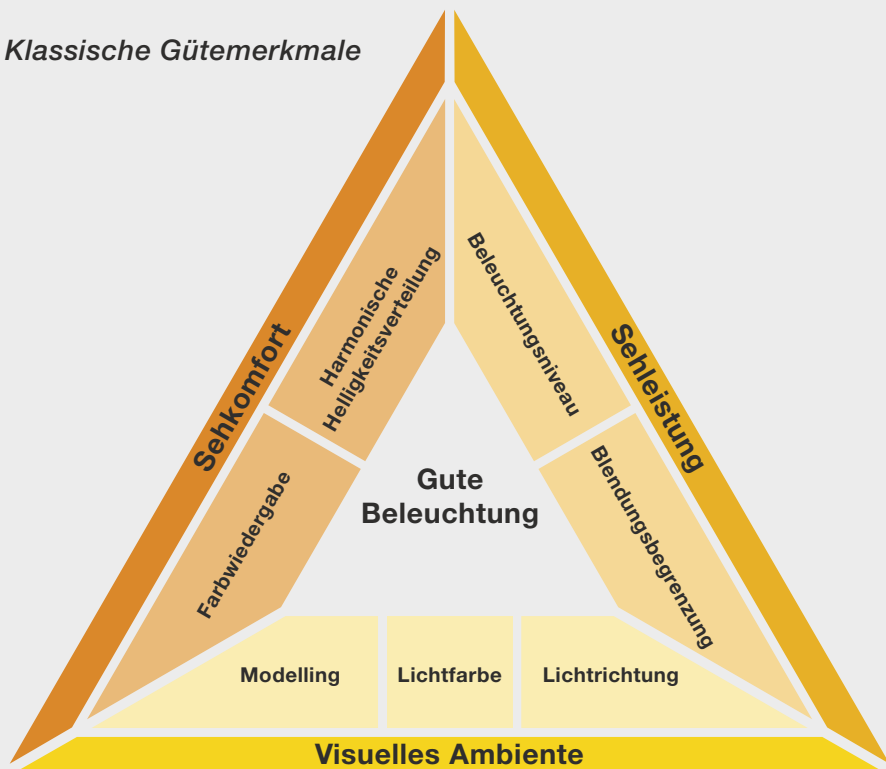 Klassische Gütemerkmale
Sehkomfort
Harmonische
Helligkeitsverteilung
Farbwiedergabe
Beleuchtungsniveau
Sehleistung
Blendungsbegrenzung
Gute
Beleuchtung
Modelling
Lichtfarbe
Lichtrichtung
Visuelles Ambiente